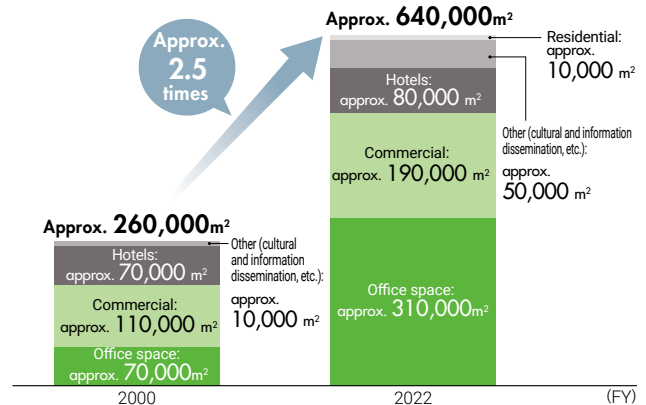 Approx.
2.5
times
Approx. 640,000m²
Residential:
approx.
10,000 m²
Hotels:
approx. 80,000 m²
Other (cultural and information
dissemination, etc.):
approx.
50,000 m²
Commercial:
approx. 190,000 m²
Office space:
approx. 310,000m²
Approx. 260,000m²
Other (cultural
and information
dissemination, etc.):
approx.
10,000 m²
Hotels:
approx. 70,000 m²
Commercial:
approx. 110,000 m²
Office space:
approx. 70,000m²
2000
2022
(FY)